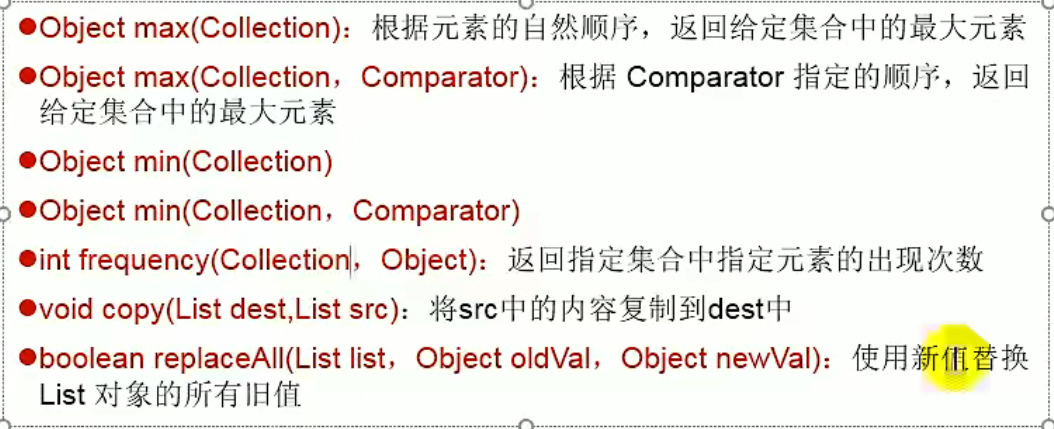 ●Object max(Collection)：根据元素的自然顺序，返回给定集合中的最大元素
●Object max(Collection，Comparator)：根据 Comparator 指定的顺序，返回
给定集合中的最大元素
●Object min(Collection)
●Object min(Collection，Comparator)
●int frequency(Collection，Object)：返回指定集合中指定元素的出现次数
●void copy(List dest,List src)：将src中的内容复制到dest中
●boolean replaceAll(List list，Object oldVal，Object newVal)：使用新值替换
List 对象的所有旧值